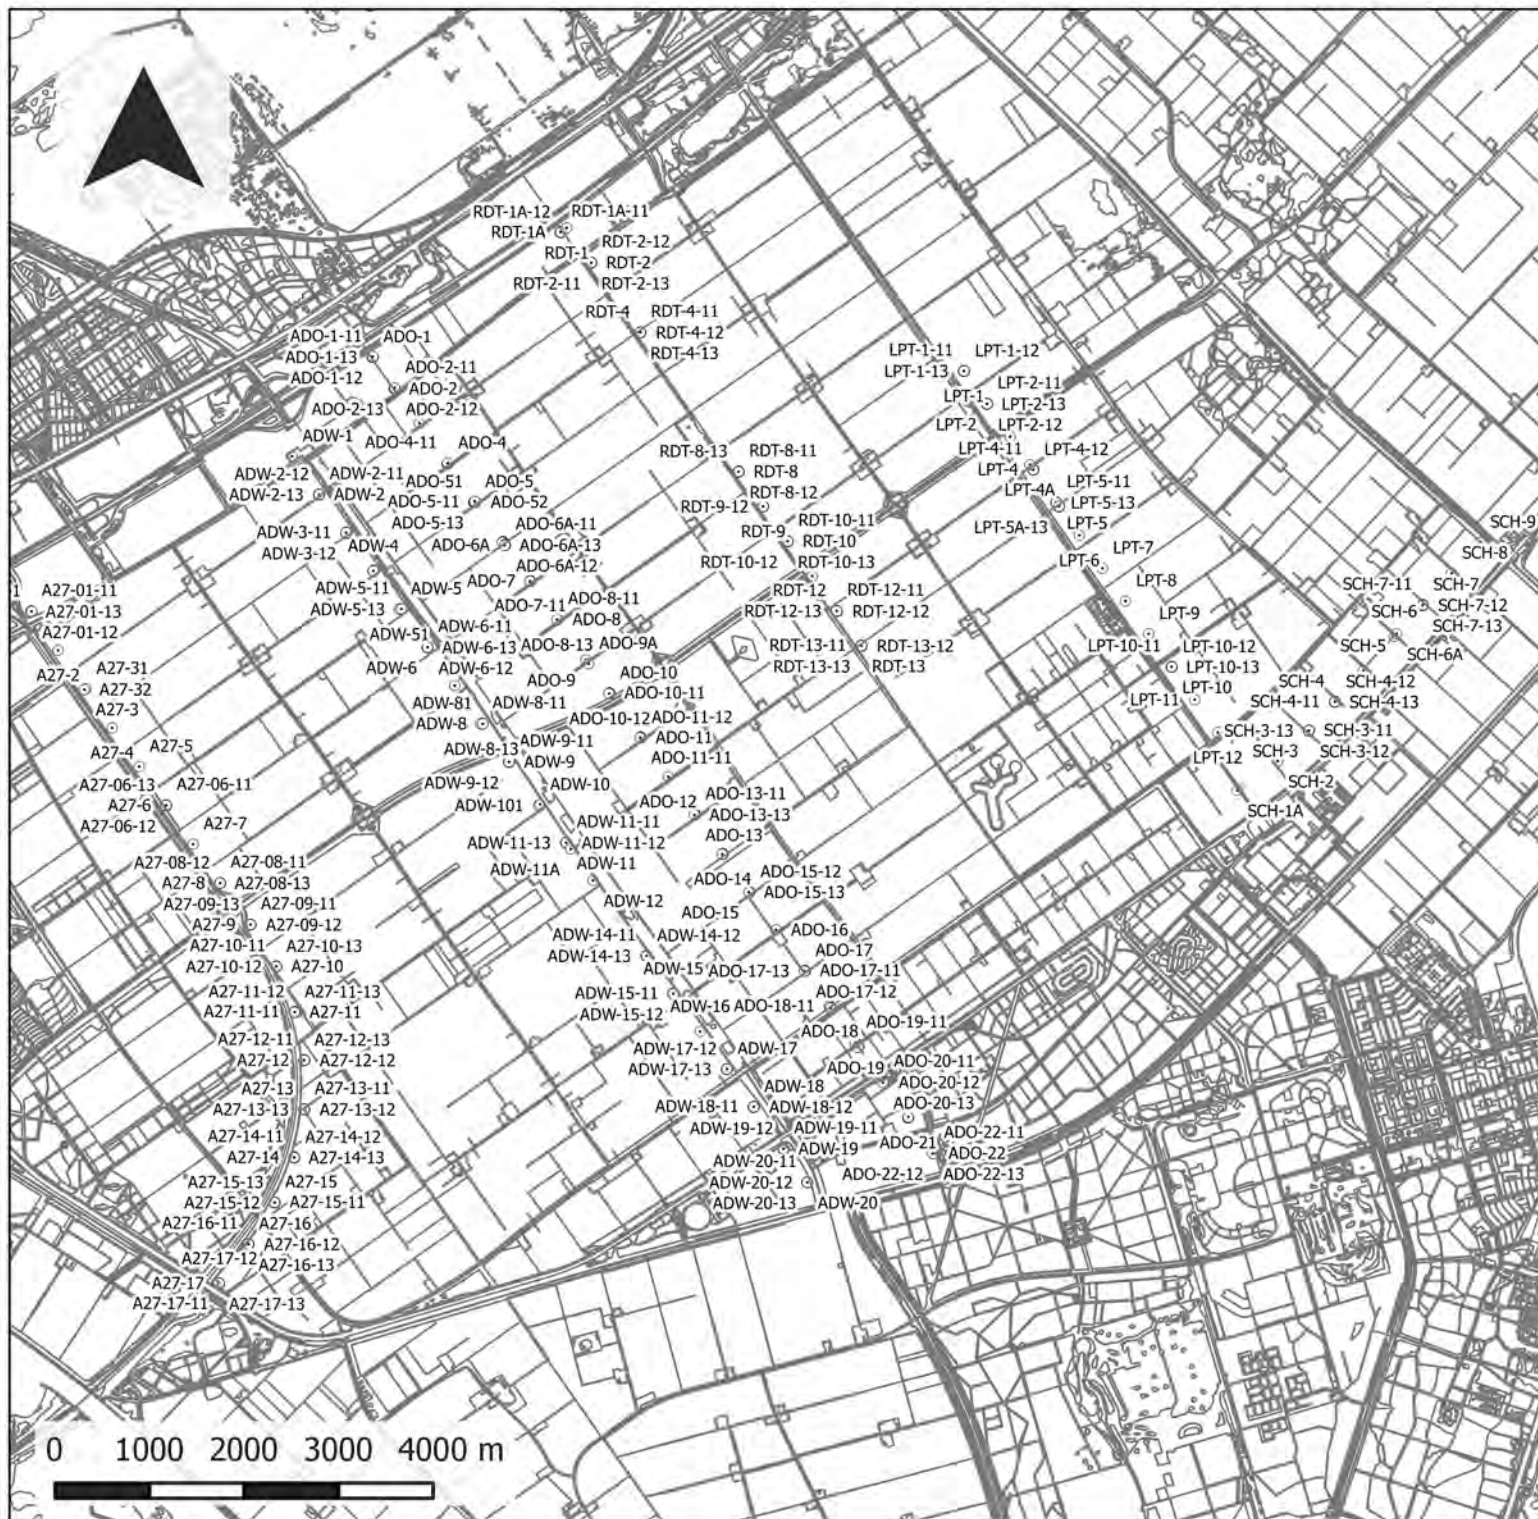 RDT-1A-12 RDT-1A-11
RDT-1A
RDT-2-12
RDT-1 RDT-2
RDT-2-11 RDT-2-13
RDT-4 RDT-4-11
RDT-4-12
RDT-4-13
ADO-1-11 ADO-1
ADO-1-13
ADO-1-12
ADO-2-11
ADO-2
ADO-2-13 ADO-2-12
LPT-1-11 LPT-1-12
LPT-1-13
LPT-2-11
LPT-1 LPT-2-13
LPT-2 LPT-2-12
ADW-1 ADO-4-11 ADO-4
LPT-4-11 LPT-4-12
LPT-4
RDT-8-13 RDT-8-11
RDT-8
RDT-8-12
ADW-2-12 ADW-2-11
ADW-2-13 ADW-2
ADO-51 ADO-5
ADO-5-11 ADO-52
ADO-5-13
LPT-4A LPT-5-11
LPT-5-13
LPT-5A-13 LPT-5
RDT-9-12 RDT-9 RDT-10-11
RDT-10
RDT-10-12 RDT-10-13
ADW-3-11
ADW-3-12 ADW-4
ADO-6A-11
ADO-6A ADO-6A-13
ADO-6A-12
SCH-9
SCH-8
LPT-6 LPT-7
ADW-5-11 ADW-5
ADW-5-13
ADO-7 ADO-8-11
ADO-7-11 ADO-8
RDT-12 RDT-12-11
RDT-12-13 RDT-12-12
LPT-8
SCH-7-11 SCH-7
SCH-6 SCH-7-12
SCH-7-13
1
A27-01-11
A27-01-13
A27-01-12
ADW-51 ADW-6-11
ADW-6-13
ADW-6 ADW-6-12
ADO-8-13 ADO-9A
ADO-9 ADO-10
ADO-10-11
RDT-13-11 RDT-13-12
RDT-13-13 RDT-13
LPT-9
LPT-10-11 LPT-10-12
LPT-10-13
LPT-10
LPT-11
SCH-5 SCH-6A
SCH-4 SCH-4-12
SCH-4-11 SCH-4-13
A27-2 A27-31
A27-32
A27-3
ADW-81 ADW-8-11
ADW-8
ADO-10-12 ADO-11-12
ADO-11
ADO-11-11
SCH-3-13 SCH-3-11
SCH-3 SCH-3-12
LPT-12 SCH-2
SCH-1A
A27-4 A27-5
ADW-8-13 ADW-9-11
ADW-9
ADW-9-12 ADW-10
ADW-101
A27-06-13 A27-06-11
A27-6
A27-06-12 A27-7
ADO-12 ADO-13-11
ADO-13-13
ADO-13
ADW-11-11
ADW-11-13 ADW-11-12
ADW-11A ADW-11
A27-08-12 A27-08-11
A27-8 A27-08-13
A27-09-13 A27-09-11
A27-9 A27-09-12
ADO-14 ADO-15-12
ADO-15-13
ADO-15 ADO-16
ADW-12
ADW-14-11 ADW-14-12
ADW-14-13
A27-10-11 A27-10-13
A27-10-12 A27-10
ADO-17
ADW-15 ADO-17-13 ADO-17-11
ADO-17-12
A27-11-12 A27-11-13
A27-11-11 A27-11
ADW-15-11 ADW-16 ADO-18-11
ADW-15-12
ADO-18 ADO-19-11
A27-12-11 A27-12-13
A27-12 A27-12-12
ADW-17-12 ADW-17
ADW-17-13
ADO-19 ADO-20-11
ADO-20-12
ADO-20-13
A27-13 A27-13-11
A27-13-13 A27-13-12
ADW-18
ADW-18-11 ADW-18-12
ADW-19-12 ADW-19-11
ADW-19
A27-14-11 A27-14-12
A27-14 A27-14-13
ADO-21 ADO-22-11
ADO-22
ADO-22-12 ADO-22-13
ADW-20-11
ADW-20-12
ADW-20-13 ADW-20
A27-15-13 A27-15
A27-15-12 A27-15-11
A27-16-11 A27-16
A27-16-12
A27-17-12 A27-16-13
A27-17
A27-17-11 A27-17-13
0 1000 2000 3000 4000 m